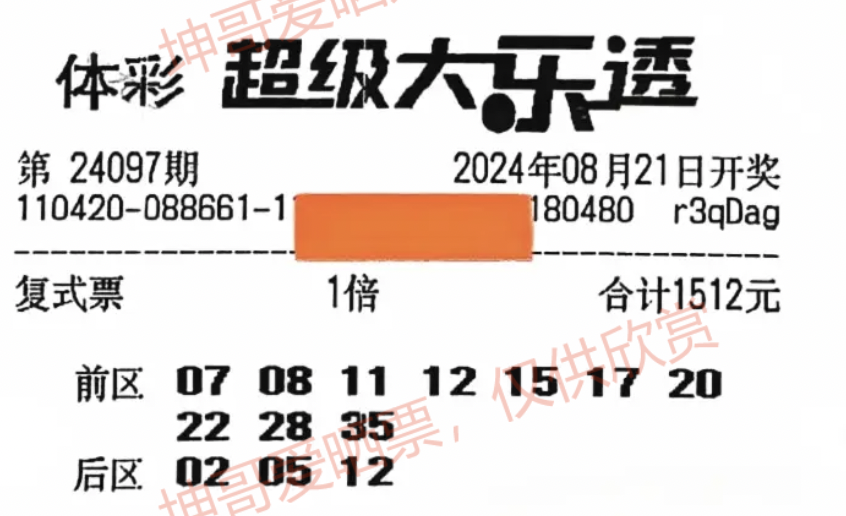 坤哥爱晒
体彩 超级大乐透
第 24097期 2024年08月21日开奖
110420-088661-1 180480 r3qDag
复式票 1倍 合计1512元
前区 07 08 11 12 15 17 20
22 28 35
后区 02 05 12
坤哥爱晒票，仅供欣赏